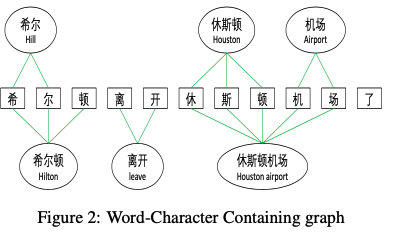 希尔 休斯顿 机场
Hill Houston Airport
希 尔 顿 离 开 休 斯 顿 机 场 了
希尔顿 离开 休斯顿机场
Hilton leave Houston airport
Figure 2: Word-Character Containing graph